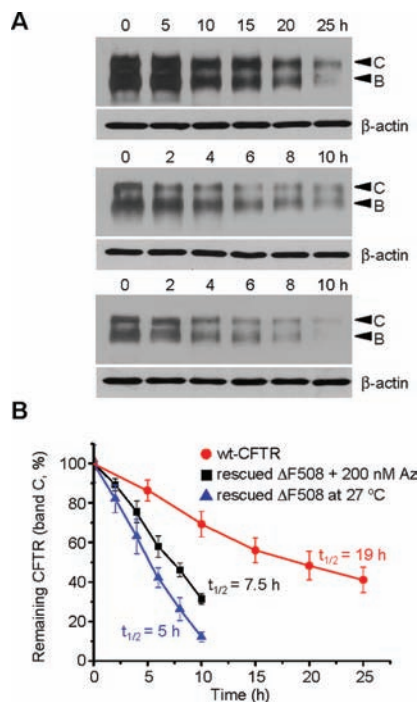 A
0 5 10 15 20 25 h
C
B
β-actin
0 2 4 6 8 10 h
C
B
β-actin
0 2 4 6 8 10 h
C
B
β-actin
B
wt-CFTR
rescued ΔF508 + 200 nM Az
rescued ΔF508 at 27 °C
Remaining CFTR (band C, %)
100
80
60
40
20
0
t1/2 = 19 h
t1/2 = 7.5 h
t1/2 = 5 h
0 5 10 15 20 25
Time (h)